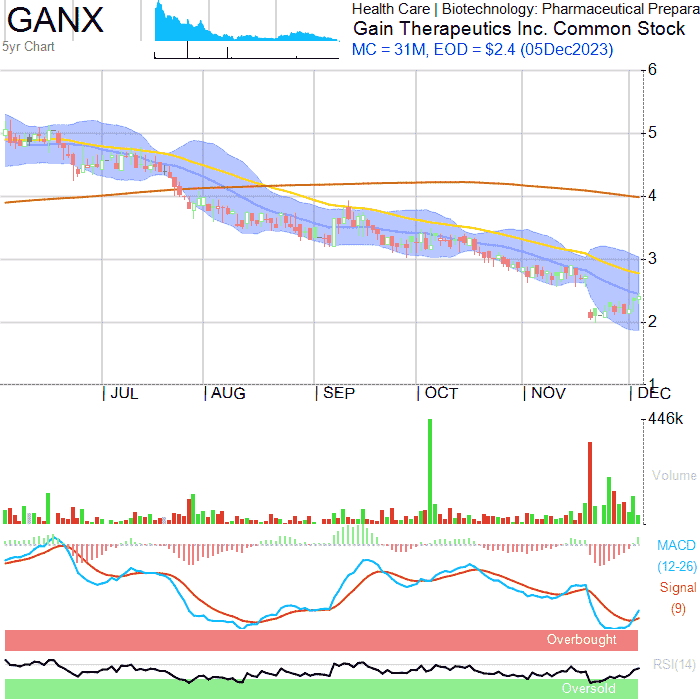 GANX
5yr Chart
Health Care | Biotechnology: Pharmaceutical Prepara
Gain Therapeutics Inc. Common Stock
MC = 31M, EOD = $2.4 (05Dec2023)
6
5
4
3
2
1
JUL AUG SEP OCT NOV DEC
446k
Volume
MACD
(12-26)
Signal
(9)
Overbought
RSI(14)
Oversold